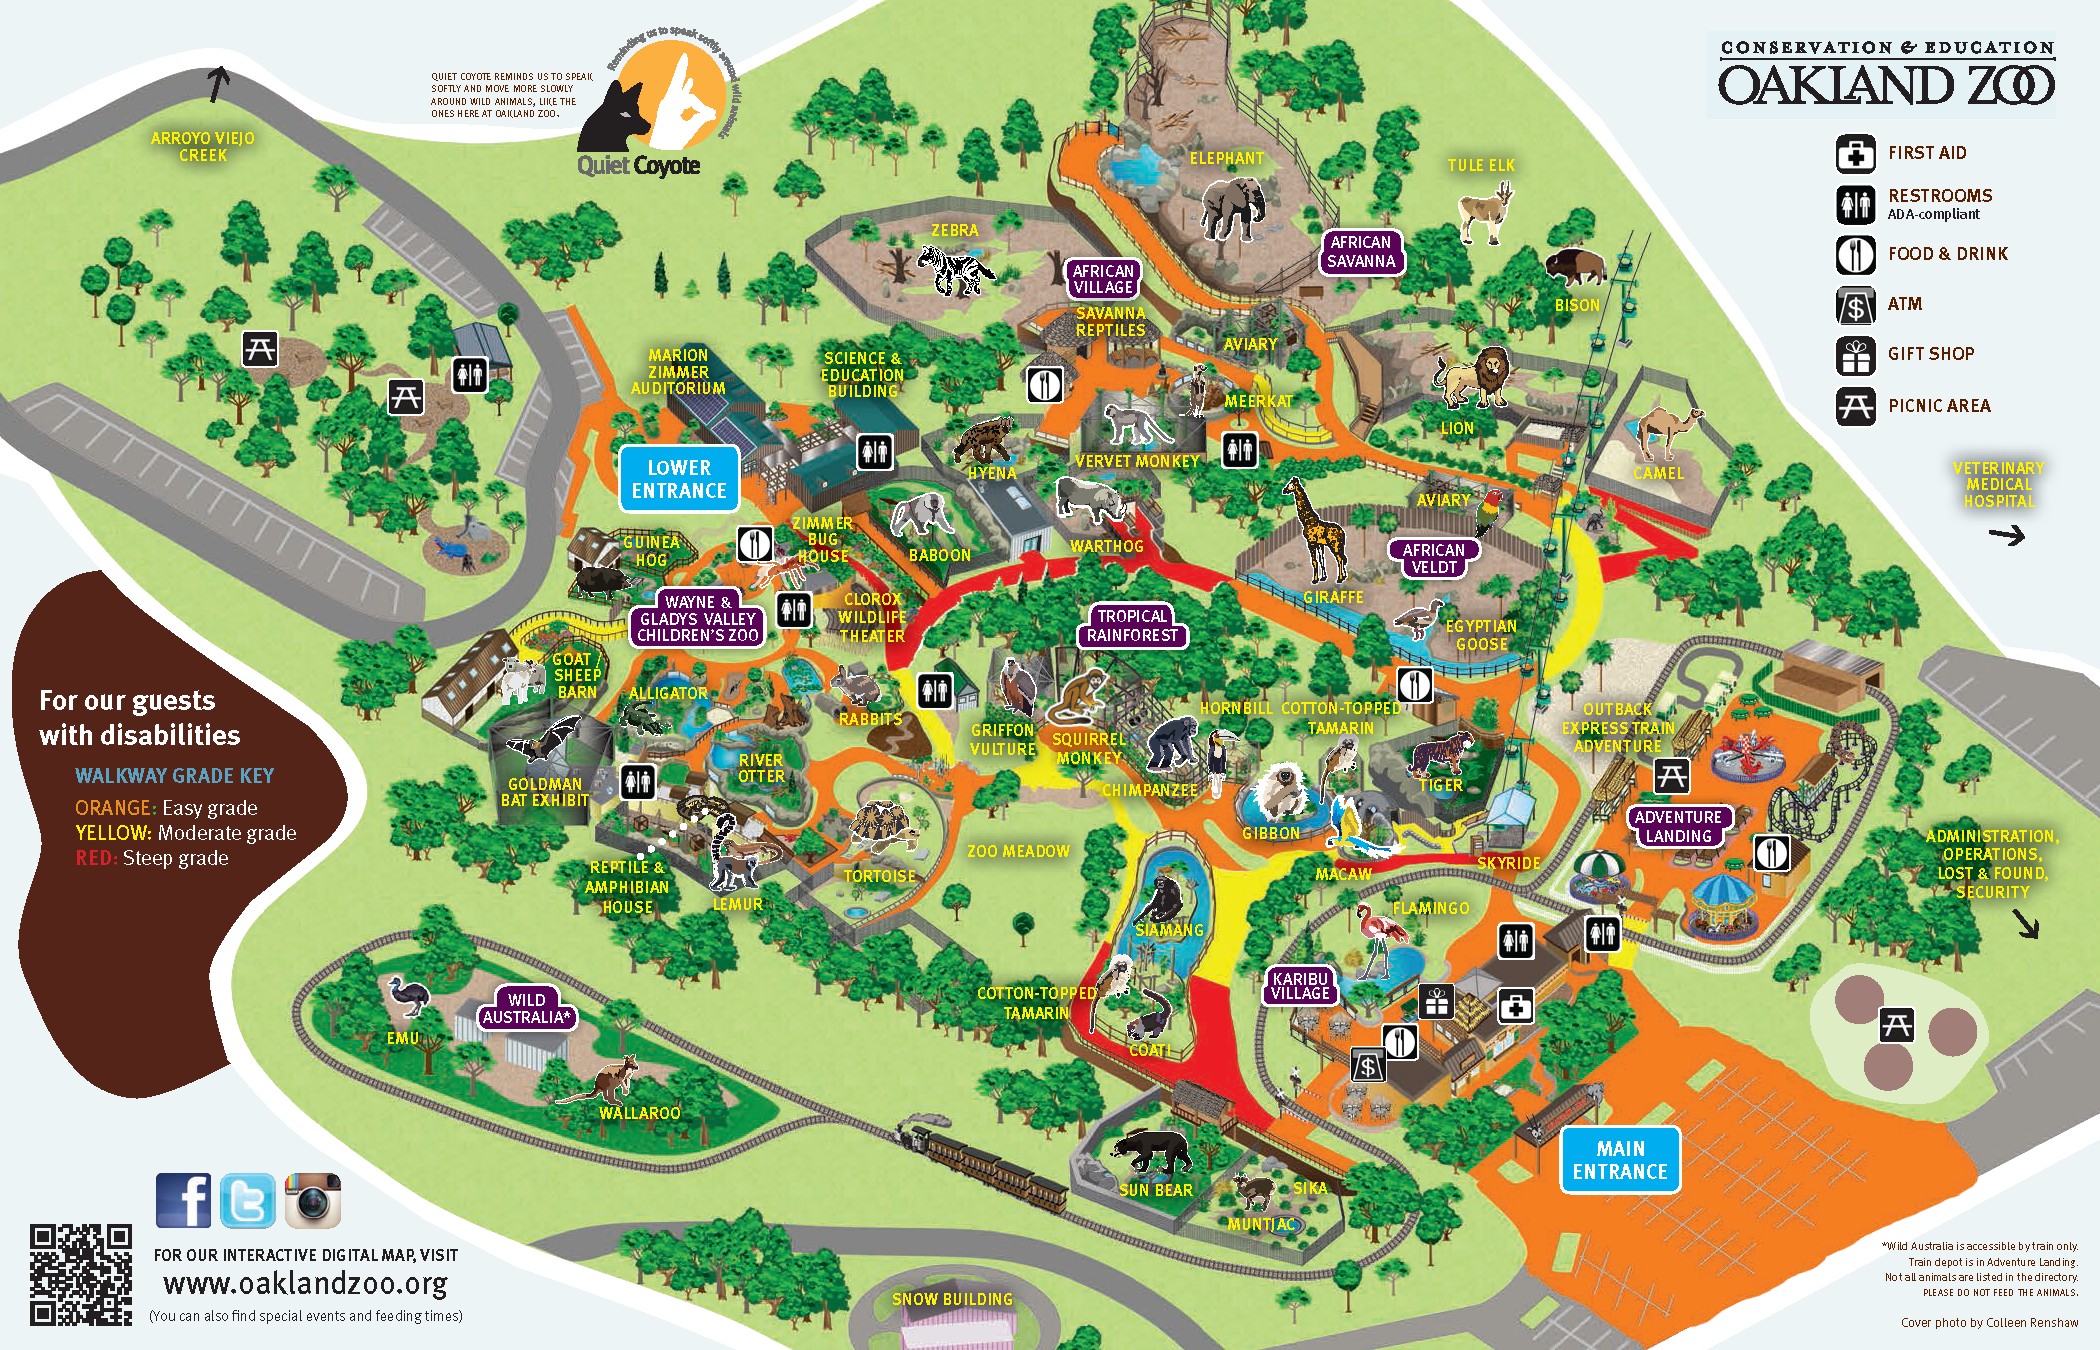 Reminding us to speak softly around wild animals
QUIET COYOTE REMINDS US TO SPEAK
SOFTLY AND MOVE MORE SLOWLY
AROUND WILD ANIMALS, LIKE THE
ONES HERE AT OAKLAND ZOO.
Quiet Coyote
CONSERVATION & EDUCATION
OAKLAND ZOO
FIRST AID
RESTROOMS
ADA-compliant
FOOD & DRINK
$
ATM
GIFT SHOP
PICNIC AREA
ARROYO VIEJO
CREEK
ELEPHANT
TULE ELK
ZEBRA
AFRICAN
SAVANNA
AFRICAN
VILLAGE
BISON
SAVANNA
REPTILES
AVIARY
MARION
ZIMMER
AUDITORIUM
SCIENCE &
EDUCATION
BUILDING
MEERKAT
LION
LOWER
ENTRANCE
HYENA
VERVET MONKEY
CAMEL
VETERINARY
MEDICAL
HOSPITAL
AVIARY
ZIMMER
BUG
HOUSE
GUINEA
HOG
BABOON
WARTHOG
AFRICAN
VELDT
GIRAFFE
WAYNE &
GLADYS VALLEY
CHILDREN'S ZOO
CLOROX
WILDLIFE
THEATER
TROPICAL
RAINFOREST
EGYPTIAN
GOOSE
GOAT /
SHEEP
BARN
ALLIGATOR
RABBITS
GRIFFON
VULTURE
SQUIRREL
MONKEY
HORNBILL
COTTON-TOPPED
TAMARIN
OUTBACK
EXPRESS TRAIN
ADVENTURE
For our guests
with disabilities
WALKWAY GRADE KEY
ORANGE: Easy grade
YELLOW: Moderate grade
RED: Steep grade
GOLDMAN
BAT EXHIBIT
RIVER
OTTER
CHIMPANZEE
TIGER
GIBBON
ADVENTURE
LANDING
ADMINISTRATION,
OPERATIONS,
LOST & FOUND,
SECURITY
ZOO MEADOW
REPTILE &
AMPHIBIAN
HOUSE
LEMUR
TORTOISE
MACAW
SKYRIDE
FLAMINGO
SIAMANG
KARIBU
VILLAGE
COTTON-TOPPED
TAMARIN
COATI
$
EMU
WILD
AUSTRALIA*
WALLAROO
MAIN
ENTRANCE
SUN BEAR
SIKA
MUNTJAC
SNOW BUILDING
f
t
FOR OUR INTERACTIVE DIGITAL MAP, VISIT
www.oaklandzoo.org
(You can also find special events and feeding times)
*Wild Australia is accessible by train only.
Train depot is in Adventure Landing.
Not all animals are listed in the directory.
PLEASE DO NOT FEED THE ANIMALS.
Cover photo by Colleen Renshaw